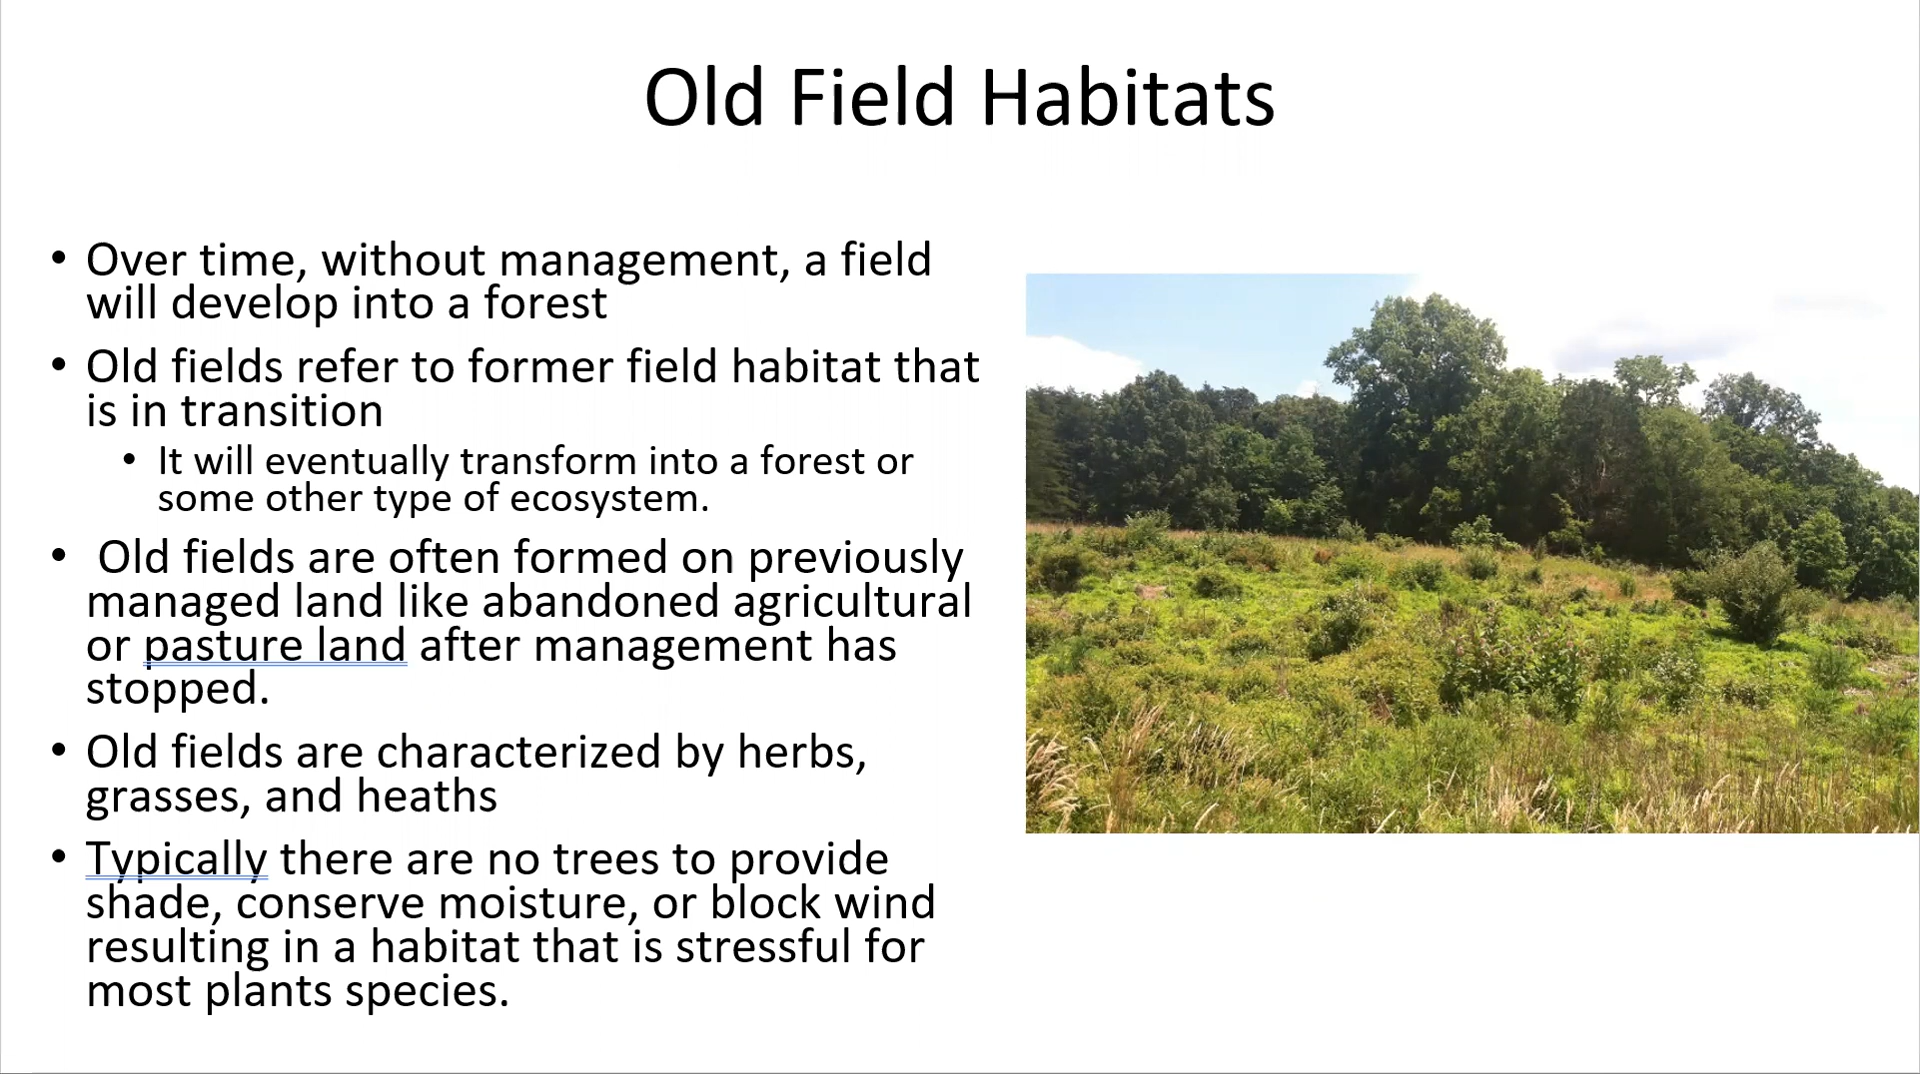 Old Field Habitats
• Over time, without management, a field
will develop into a forest
• Old fields refer to former field habitat that
is in transition
• It will eventually transform into a forest or
some other type of ecosystem.
• Old fields are often formed on previously
managed land like abandoned agricultural
or pasture land after management has
stopped.
• Old fields are characterized by herbs,
grasses, and heaths
• Typically there are no trees to provide
shade, conserve moisture, or block wind
resulting in a habitat that is stressful for
most plants species.